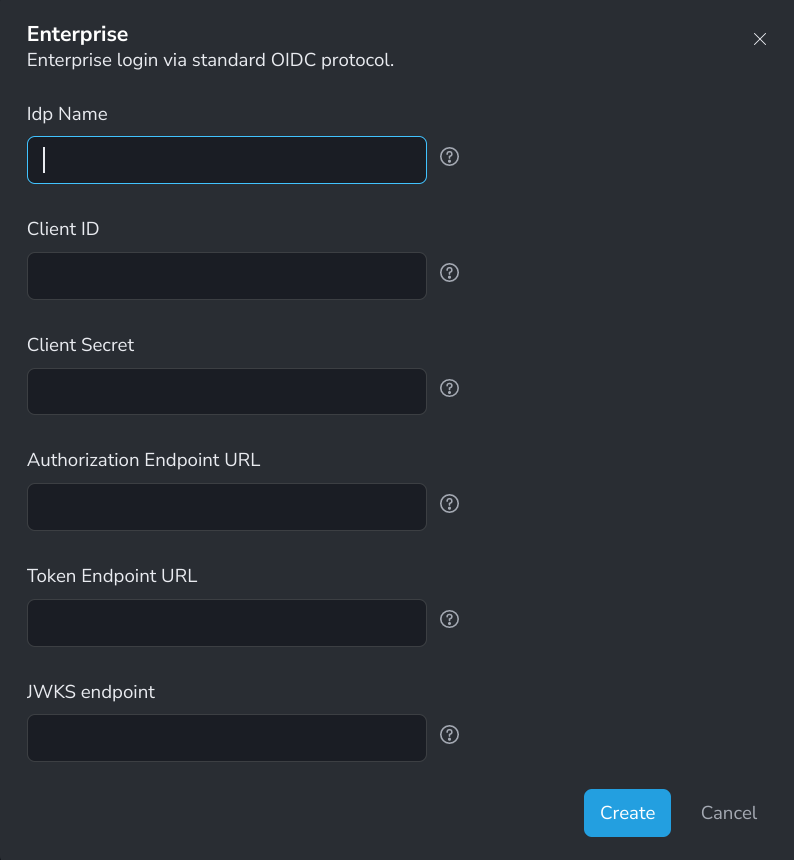 Enterprise
Enterprise login via standard OIDC protocol.
Idp Name
Client ID
Client Secret
Authorization Endpoint URL
Token Endpoint URL
JWKS endpoint
Create Cancel